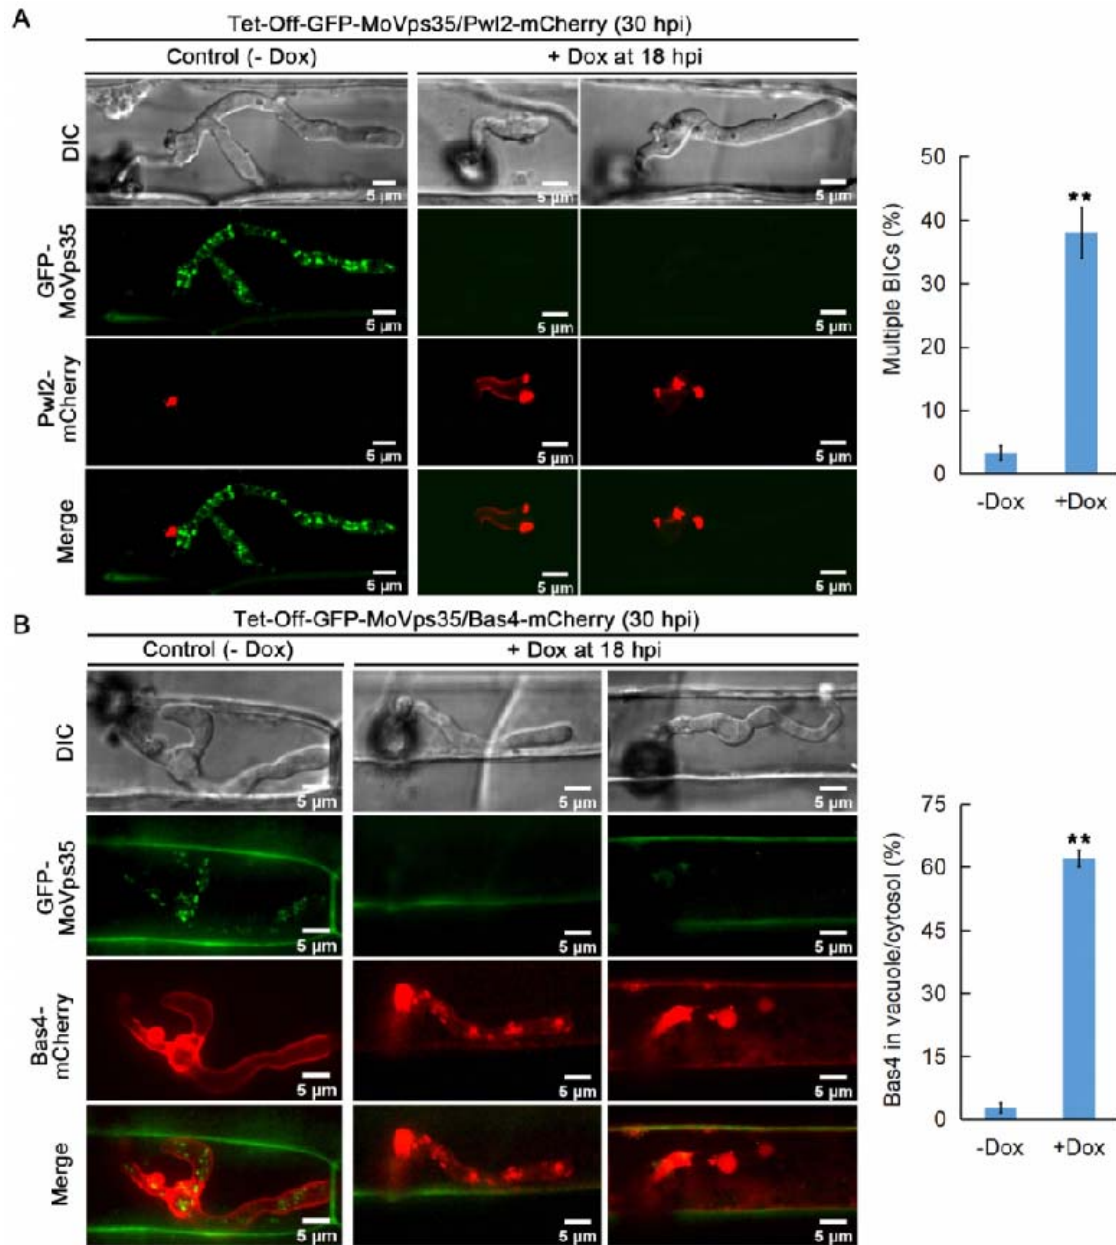 A
Tet-Off-GFP-MoVps35/Pwl2-mCherry (30 hpi)
Control (- Dox)
+ Dox at 18 hpi
DIC
5 µm
5 µm
5 µm
GFP-
MoVps35
5 µm
5 µm
5 µm
Pwl2-
mCherry
5 µm
5 µm
5 µm
Merge
5 µm
5 µm
5 µm
Multiple BICs (%)
50
40
30
20
10
0
**
-Dox
+Dox
B
Tet-Off-GFP-MoVps35/Bas4-mCherry (30 hpi)
Control (- Dox)
+ Dox at 18 hpi
DIC
5 µm
5 µm
5 µm
GFP-
MoVps35
5 µm
5 µm
5 µm
Bas4-
mCherry
5 µm
5 µm
5 µm
Merge
5 µm
5 µm
5 µm
Bas4 in vacuole/cytosol (%)
75
60
45
30
15
0
**
-Dox
+Dox